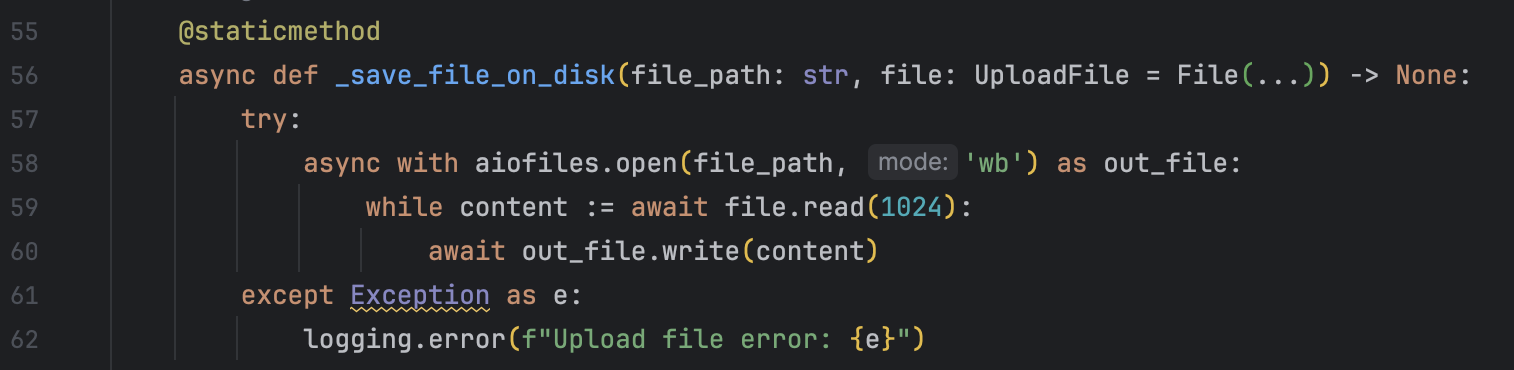 55 @staticmethod
56 async def _save_file_on_disk(file_path: str, file: UploadFile = File(...)) -> None:
57 try:
58 async with aiofiles.open(file_path, mode: 'wb') as out_file:
59 while content := await file.read(1024):
60 await out_file.write(content)
61 except Exception as e:
62 logging.error(f"Upload file error: {e}")